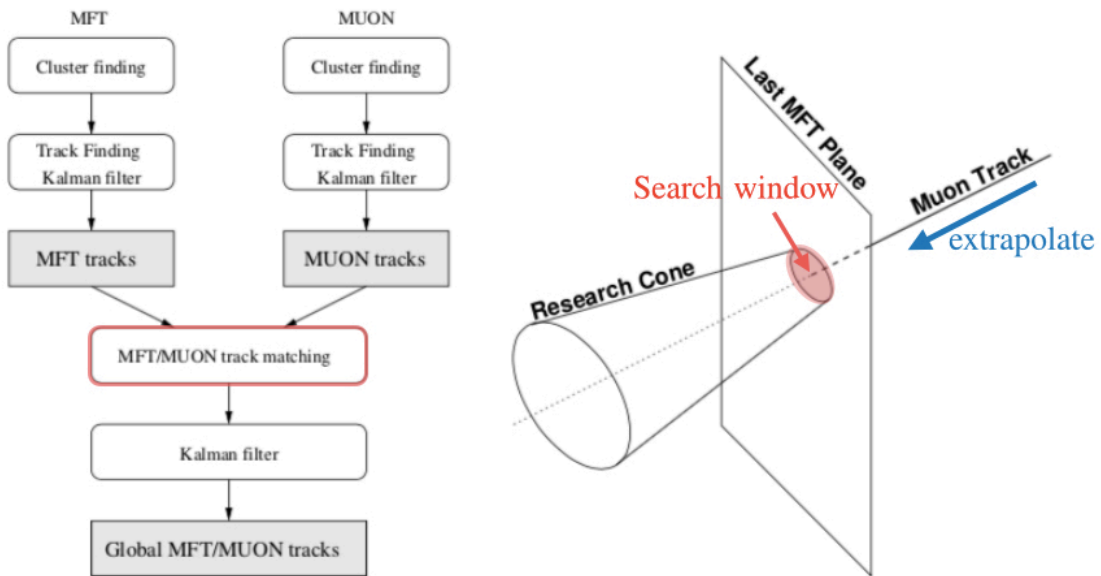 MFT
MUON
Cluster finding
Cluster finding
Track Finding
Kalman filter
Track Finding
Kalman filter
MFT tracks
MUON tracks
MFT/MUON track matching
Kalman filter
Global MFT/MUON tracks
Last MFT Plane
Search window
Muon Track
extrapolate
Research Cone